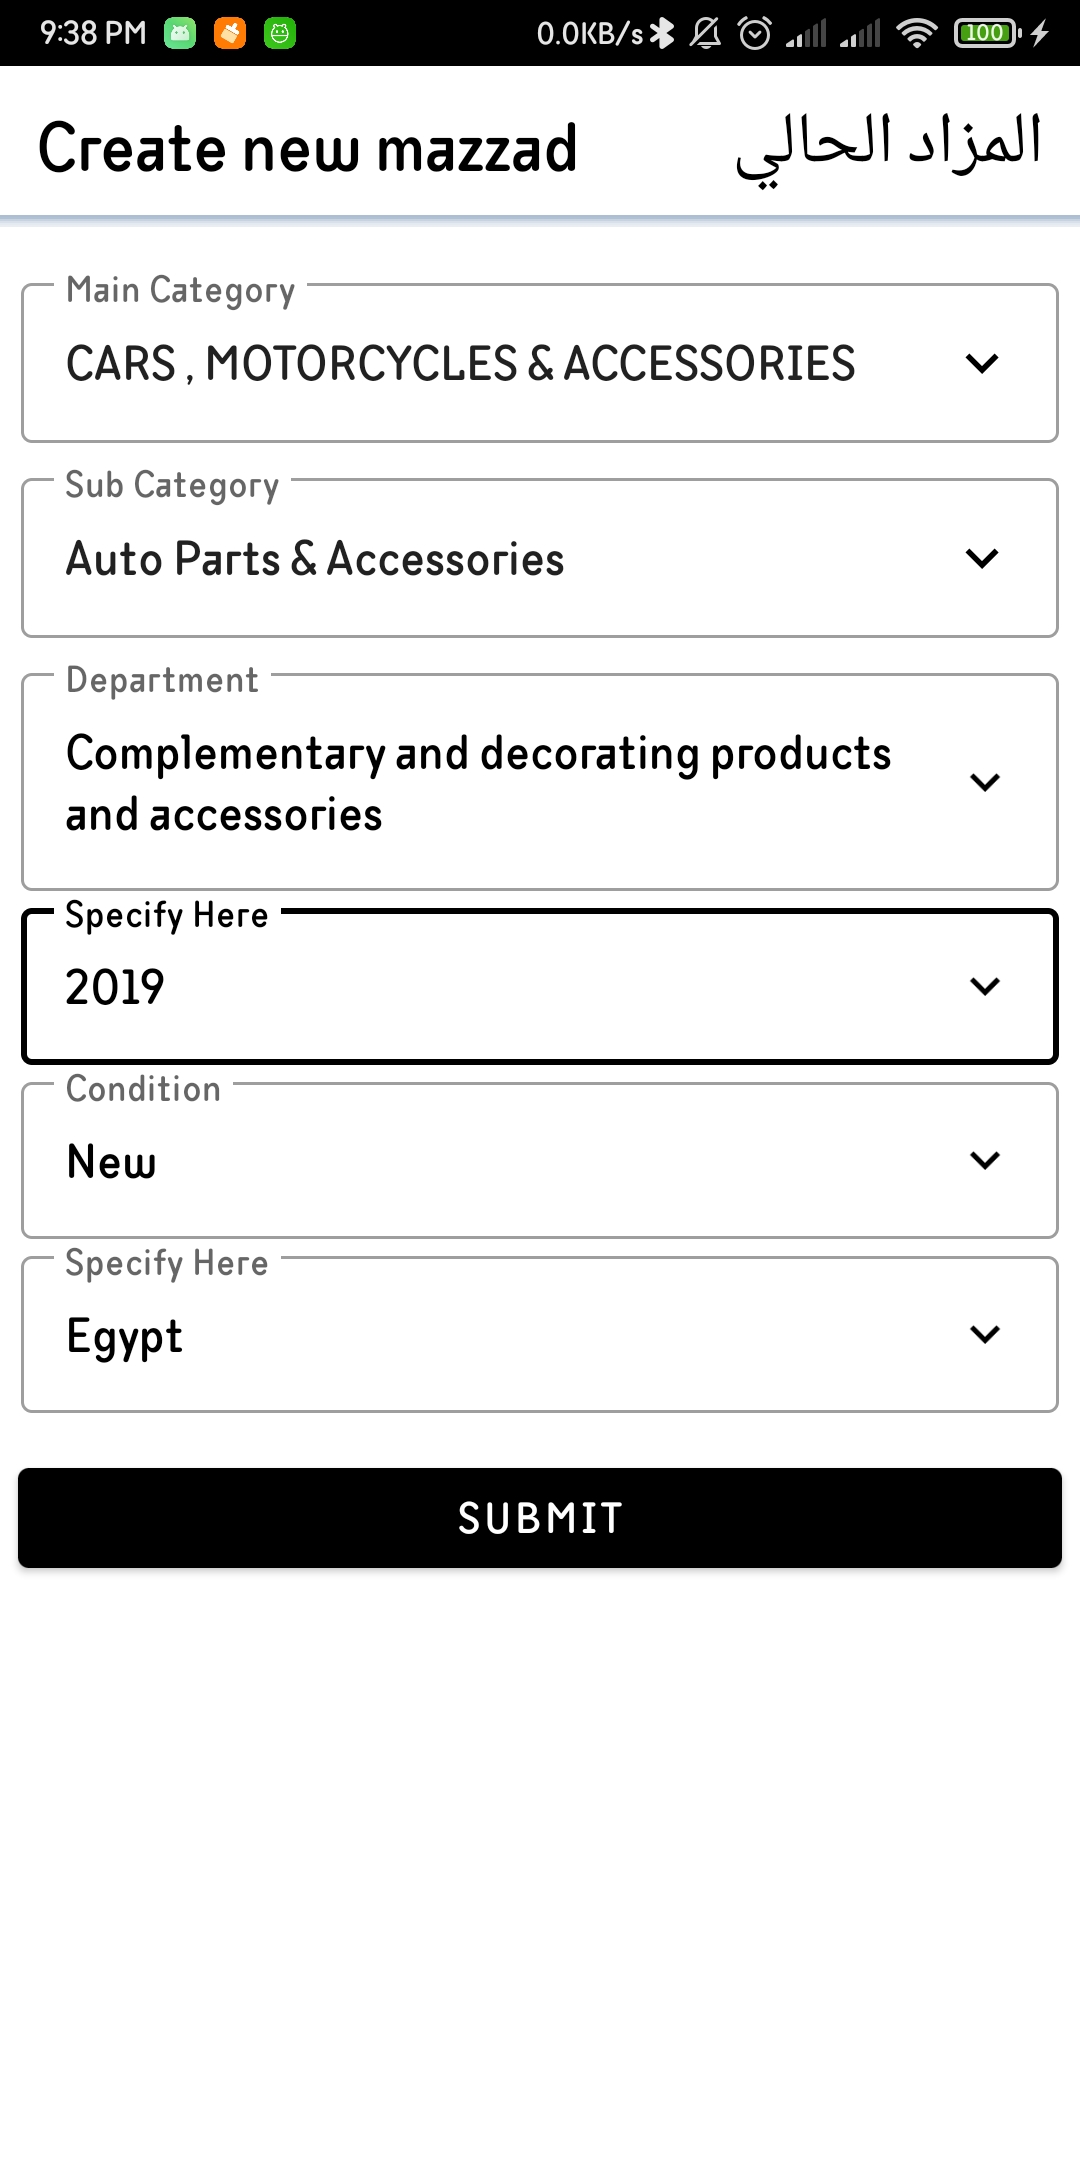 9:38 PM 0.0KB/s 100
Create new mazzad المزاد الحالي
Main Category
CARS , MOTORCYCLES & ACCESSORIES
Sub Category
Auto Parts & Accessories
Department
Complementary and decorating products
and accessories
Specify Here
2019
Condition
New
Specify Here
Egypt
SUBMIT